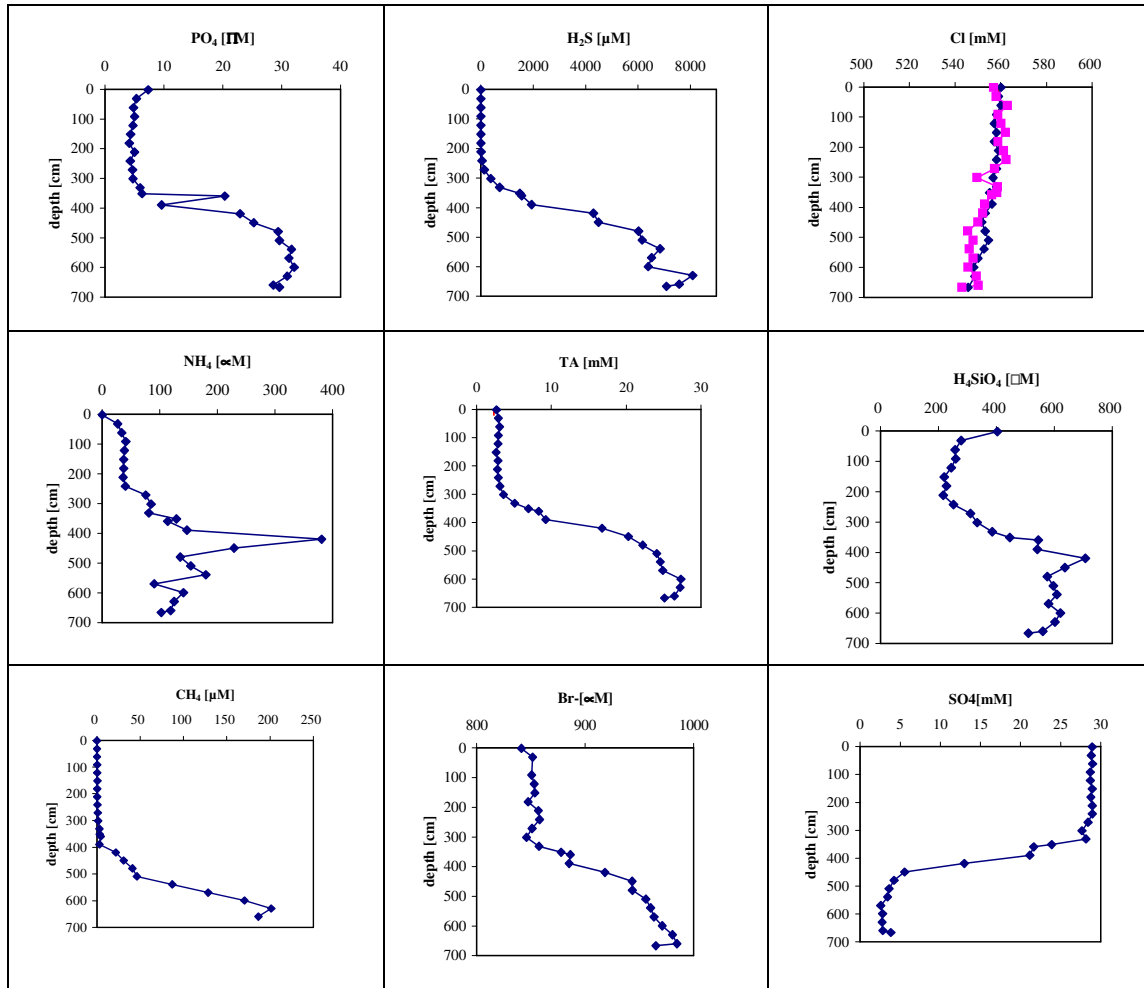 PO₄ [ΠM]
0 10 20 30 40
0
100
200
300
400
500
600
700
depth [cm]
H₂S [µM]
0 2000 4000 6000 8000
0
100
200
300
400
500
600
700
depth [cm]
Cl [mM]
500 520 540 560 580 600
0
100
200
300
400
500
600
700
depth [cm]
NH₄ [∝M]
0 100 200 300 400
0
100
200
300
400
500
600
700
depth [cm]
TA [mM]
0 10 20 30
0
100
200
300
400
500
600
700
depth [cm]
H₄SiO₄ [□M]
0 200 400 600 800
0
100
200
300
400
500
600
700
depth [cm]
CH₄ [µM]
0 50 100 150 200 250
0
100
200
300
400
500
600
700
depth [cm]
Br-[∝M]
800 900 1000
0
100
200
300
400
500
600
700
depth [cm]
SO4[mM]
0 5 10 15 20 25 30
0
100
200
300
400
500
600
700
depth [cm]